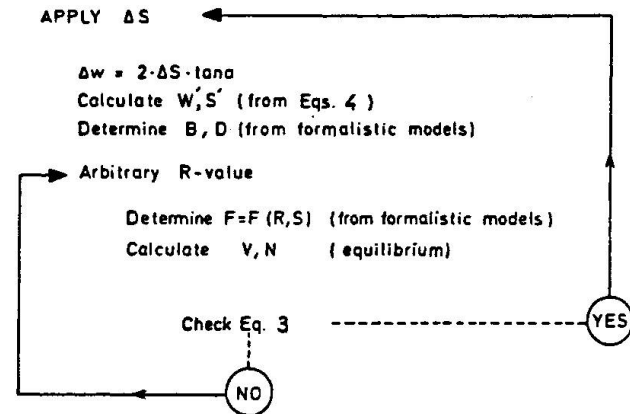 APPLY ΔS
Δw = 2·ΔS·tana
Calculate W′,S′ (from Eqs. 4)
Determine B, D (from formalistic models)
Arbitrary R-value
Determine F=F (R,S) (from formalistic models)
Calculate V, N (equilibrium)
Check Eq. 3
YES
NO